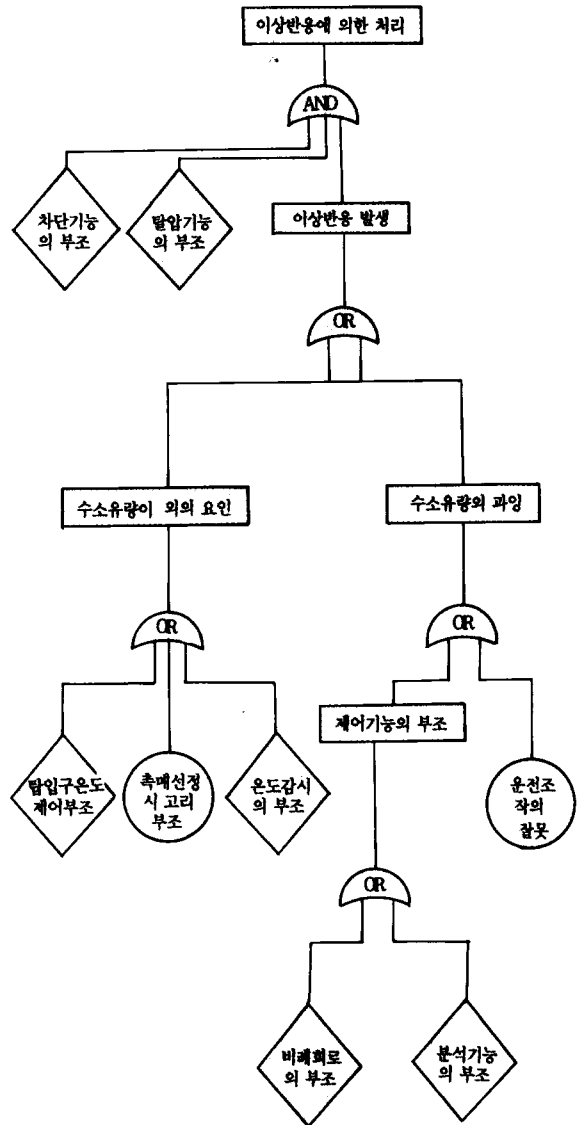 이상반응에 의한 처리
AND
차단기능
의 부조
탈압기능
의 부조
이상반응 발생
OR
수소유량이 외의 요인
수소유량의 과잉
OR
OR
탑입구온도
제어부조
촉매선정
시 고리
부조
온도감시
의 부조
제어기능의 부조
운전조
작의
잘못
OR
비례회로
의 부조
분석기능
의 부조